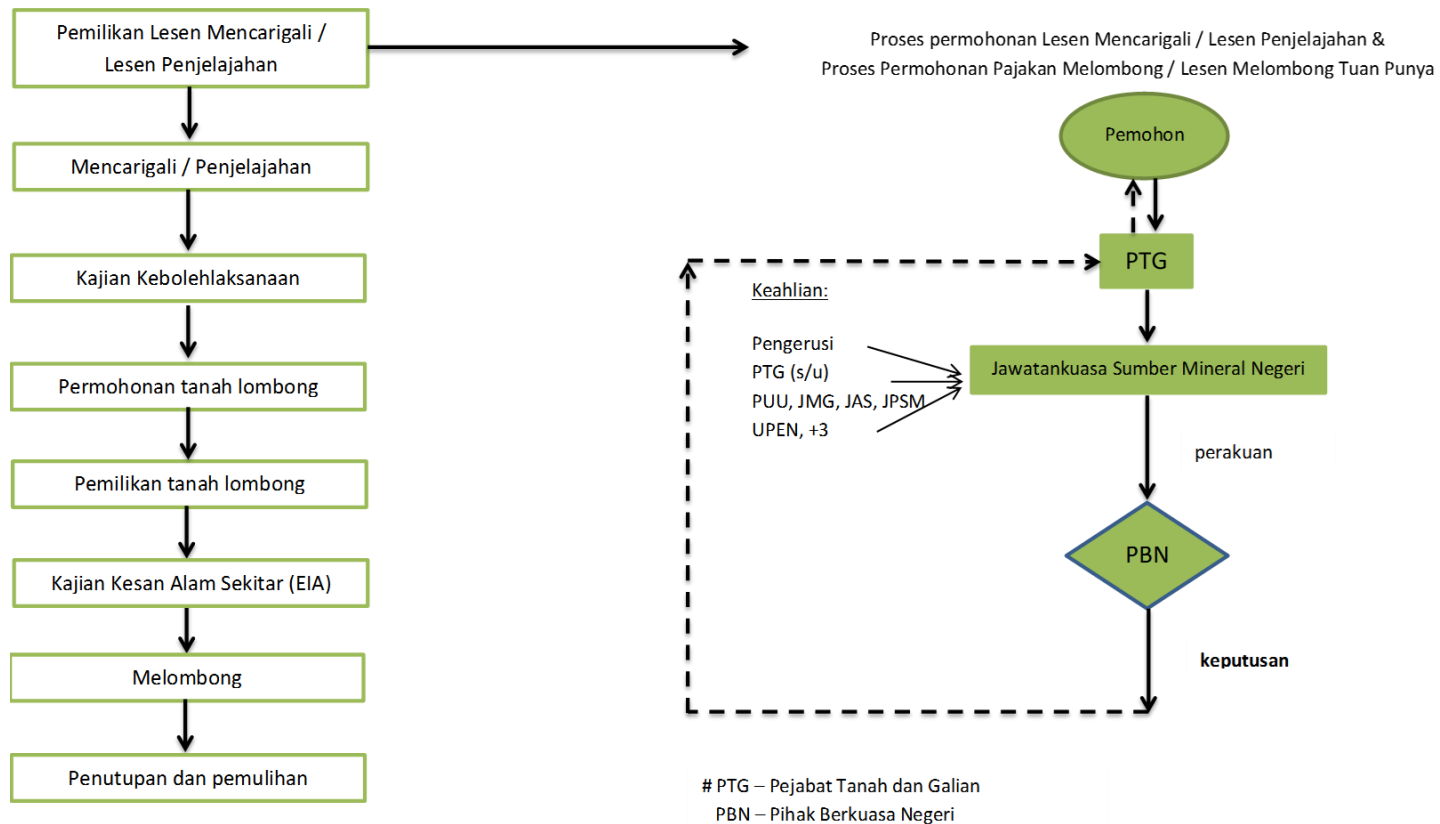 Pemilikan Lesen Mencarigali /
Lesen Penjelajahan
Mencarigali / Penjelajahan
Kajian Kebolehlaksanaan
Permohonan tanah lombong
Pemilikan tanah lombong
Kajian Kesan Alam Sekitar (EIA)
Melombong
Penutupan dan pemulihan
Proses permohonan Lesen Mencarigali / Lesen Penjelajahan &
Proses Permohonan Pajakan Melombong / Lesen Melombong Tuan Punya
Pemohon
PTG
Keahlian:
Pengerusi
PTG (s/u)
PUU, JMG, JAS, JPSM
UPEN, +3
Jawatankuasa Sumber Mineral Negeri
perakuan
PBN
keputusan
# PTG – Pejabat Tanah dan Galian
PBN – Pihak Berkuasa Negeri